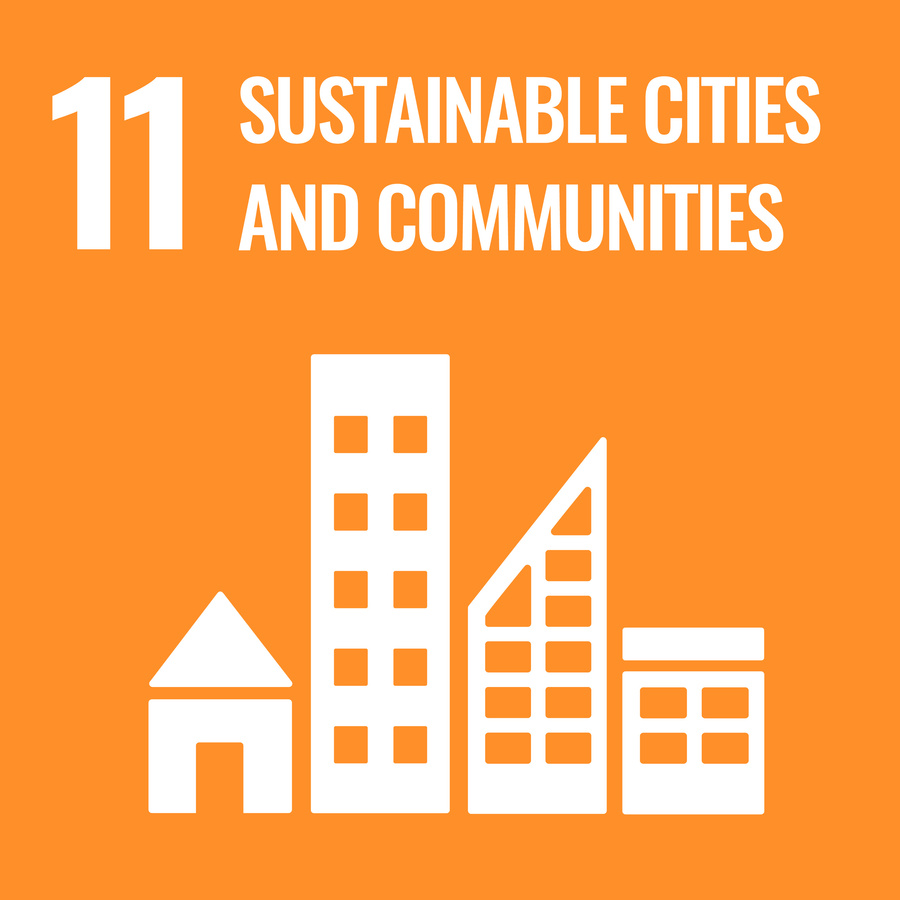 11
SUSTAINABLE CITIES
AND COMMUNITIES